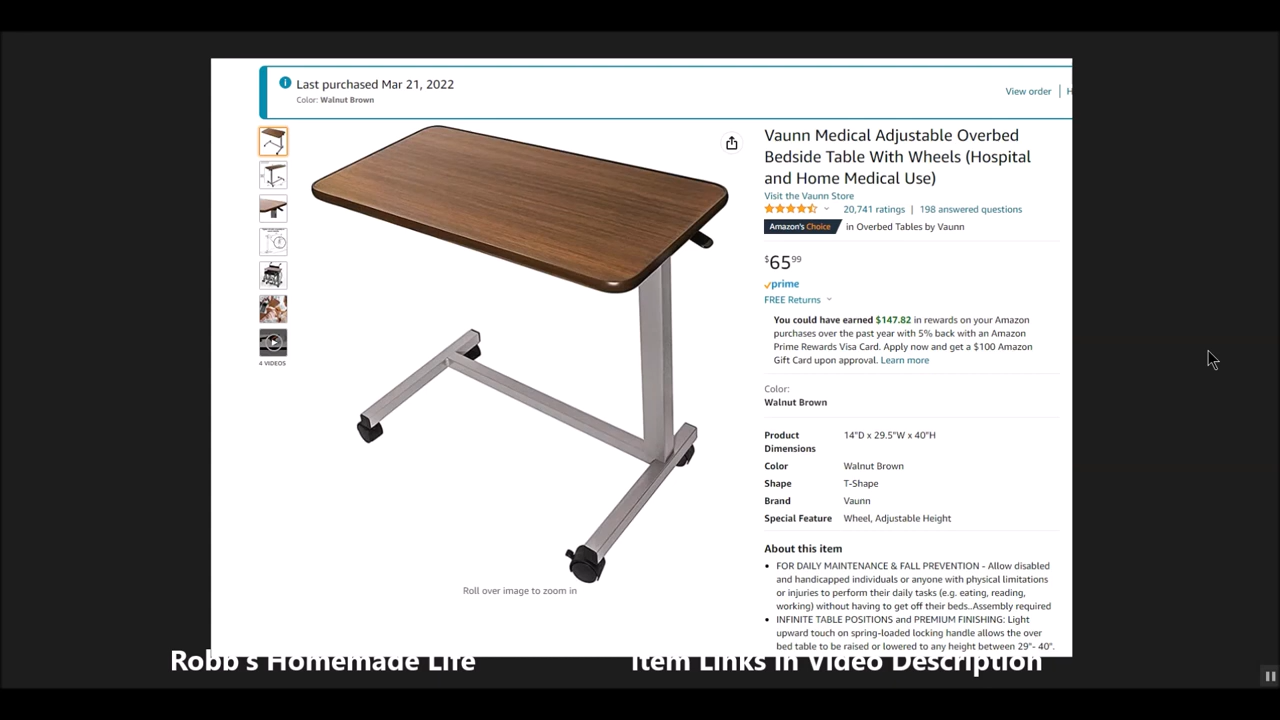 Last purchased Mar 21, 2022
Color: Walnut Brown
View order | H
Vaunn Medical Adjustable Overbed
Bedside Table With Wheels (Hospital
and Home Medical Use)
Visit the Vaunn Store
20,741 ratings | 198 answered questions
Amazon's Choice in Overbed Tables by Vaunn
$65 99
prime
FREE Returns
You could have earned $147.82 in rewards on your Amazon
purchases over the past year with 5% back with an Amazon
Prime Rewards Visa Card. Apply now and get a $100 Amazon
Gift Card upon approval. Learn more
Color:
Walnut Brown
Product Dimensions 14"D x 29.5"W x 40"H
Color Walnut Brown
Shape T-Shape
Brand Vaunn
Special Feature Wheel, Adjustable Height
About this item
• FOR DAILY MAINTENANCE & FALL PREVENTION - Allow disabled
and handicapped individuals or anyone with physical limitations
or injuries to perform their daily tasks (e.g. eating, reading,
working) without having to get off their beds..Assembly required
• INFINITE TABLE POSITIONS and PREMIUM FINISHING: Light
upward touch on spring-loaded locking handle allows the over
bed table to be raised or lowered to any height between 29"- 40".
4 VIDEOS
Roll over image to zoom in
Robb's Homemade Life
Item Links in Video Description